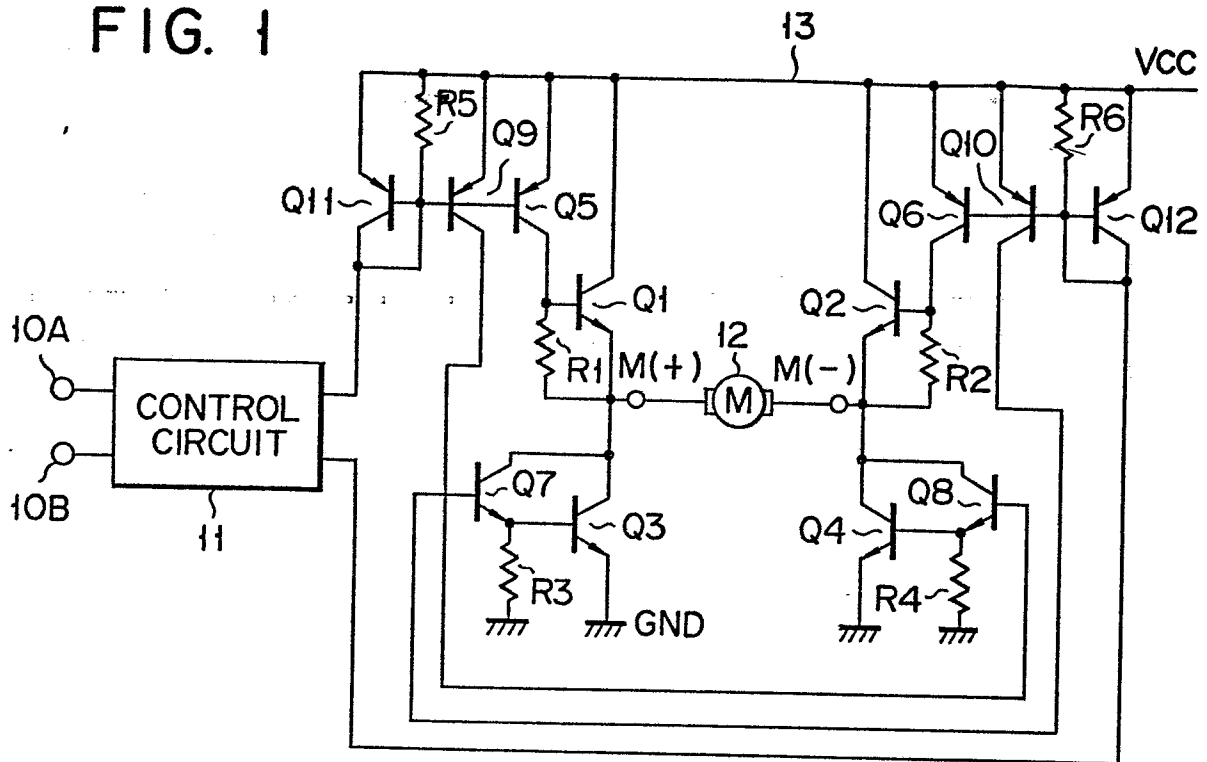 FIG. 1
13
VCC
R5
Q9
Q11
Q5
Q10
R6
Q6
Q12
Q1
Q2
10A
R1
M(+)
12
M(-)
R2
M
CONTROL
CIRCUIT
10B
11
Q7
Q3
Q8
Q4
R3
R4
GND